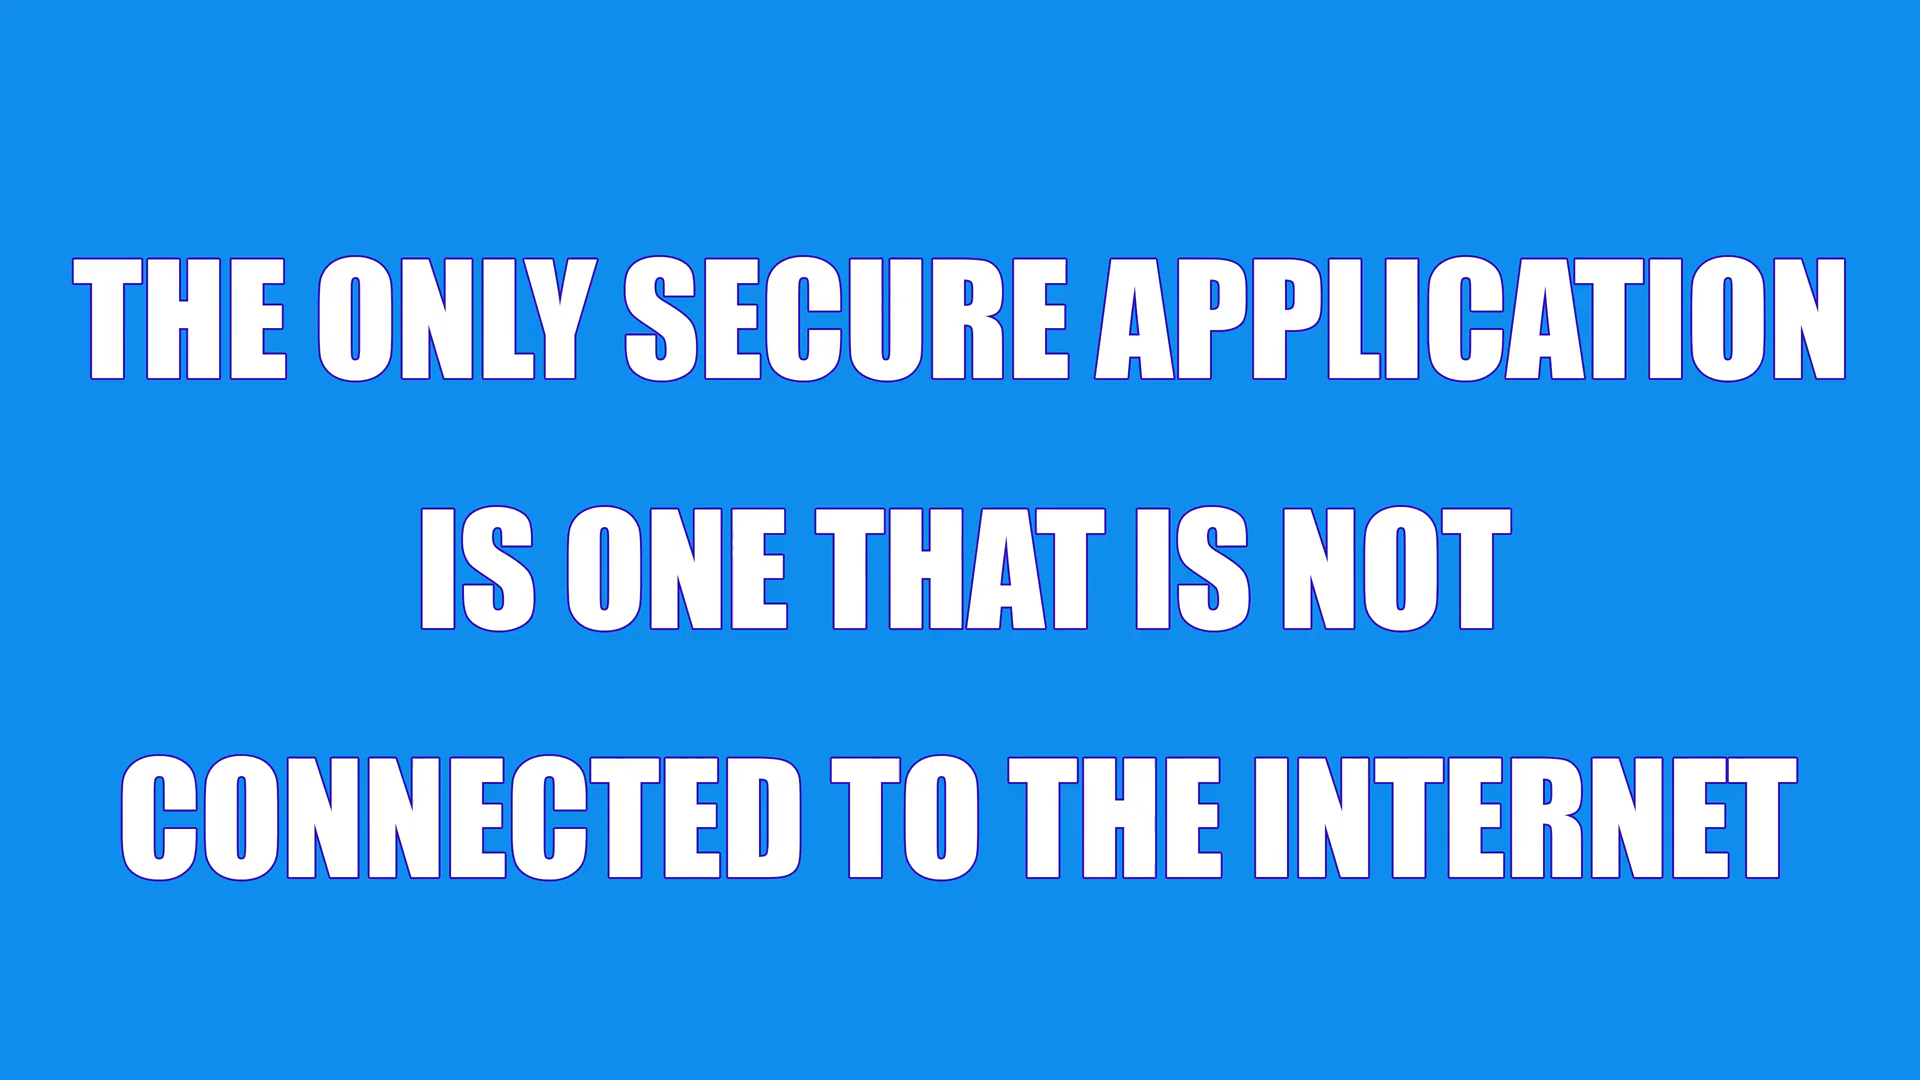 THE ONLY SECURE APPLICATION
IS ONE THAT IS NOT
CONNECTED TO THE INTERNET